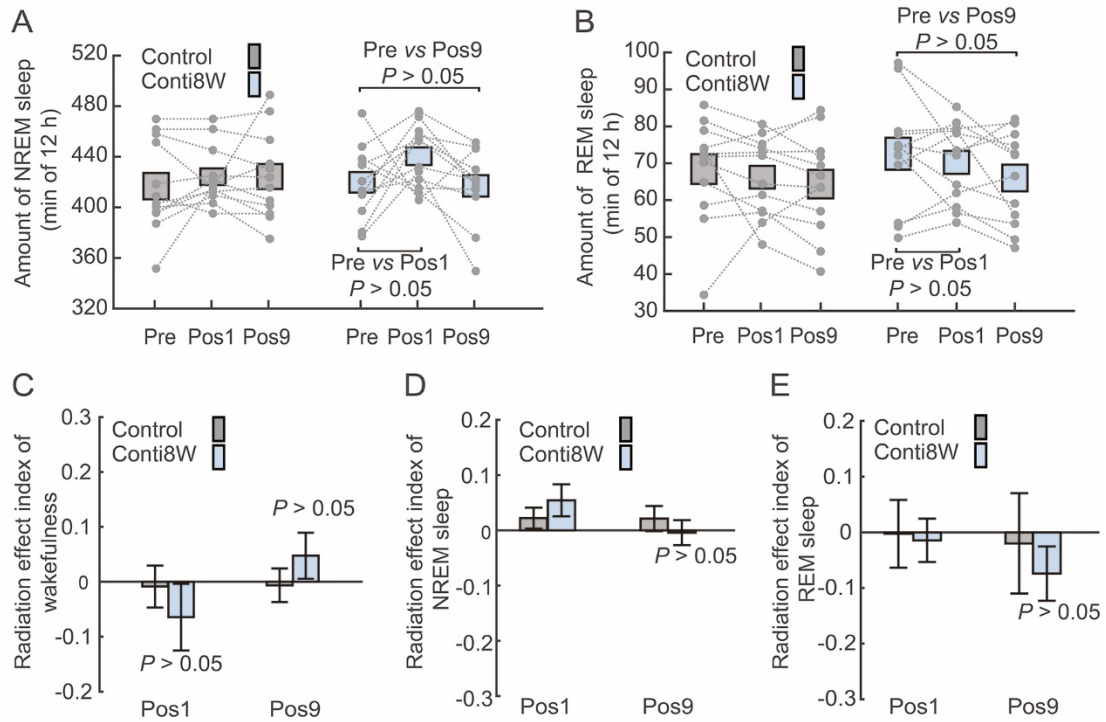 A
Amount of NREM sleep
(min of 12 h)
520
480
440
400
360
320
Control
Conti8W
Pre vs Pos9
P > 0.05
Pre vs Pos1
P > 0.05
Pre Pos1 Pos9 Pre Pos1 Pos9
B
Amount of REM sleep
(min of 12 h)
100
90
80
70
60
50
40
30
Control
Conti8W
Pre vs Pos9
P > 0.05
Pre vs Pos1
P > 0.05
Pre Pos1 Pos9 Pre Pos1 Pos9
C
Radiation effect index of
wakefulness
0.3
0.2
0.1
0
-0.1
-0.2
Control
Conti8W
P > 0.05
P > 0.05
Pos1 Pos9
D
Radiation effect index of
NREM sleep
0.2
0.1
0
-0.1
-0.2
-0.3
Control
Conti8W
P > 0.05
Pos1 Pos9
E
Radiation effect index of
REM sleep
0.2
0.1
0
-0.1
-0.2
-0.3
Control
Conti8W
P > 0.05
Pos1 Pos9